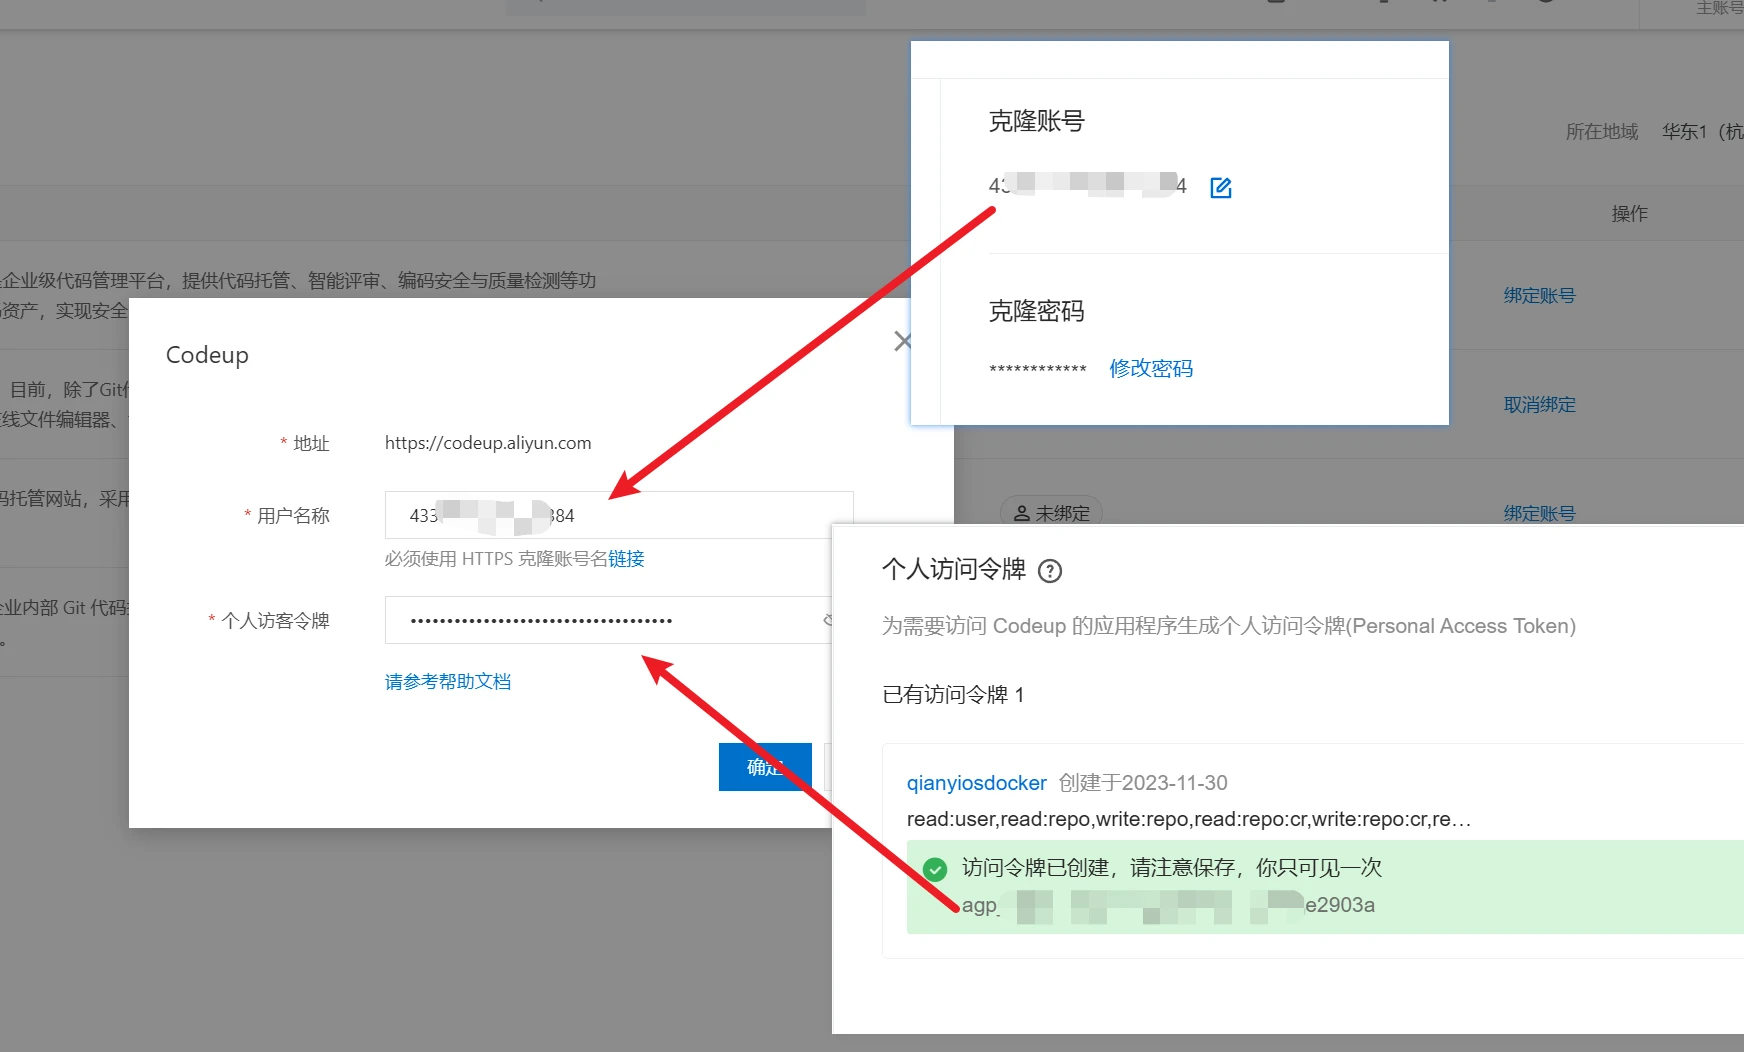 主账号
所在地域 华东1（杭
操作
企业级代码管理平台，提供代码托管、智能评审、编码安全与质量检测等功
资产，实现安全
绑定账号
目前，除了Git
线文件编辑器、
取消绑定
码托管网站，采用
未绑定
绑定账号
企业内部 Git 代码
。
克隆账号
43 4
克隆密码
************ 修改密码
Codeup
* 地址 https://codeup.aliyun.com
* 用户名称 433 384
必须使用 HTTPS 克隆账号名链接
* 个人访客令牌 ••••••••••••••••••••••••••••••••••••
请参考帮助文档
确定
个人访问令牌 ?
为需要访问 Codeup 的应用程序生成个人访问令牌(Personal Access Token)
已有访问令牌 1
qianyiosdocker 创建于2023-11-30
read:user,read:repo,write:repo,read:repo:cr,write:repo:cr,re…
访问令牌已创建，请注意保存，你只可见一次
agp_ e2903a